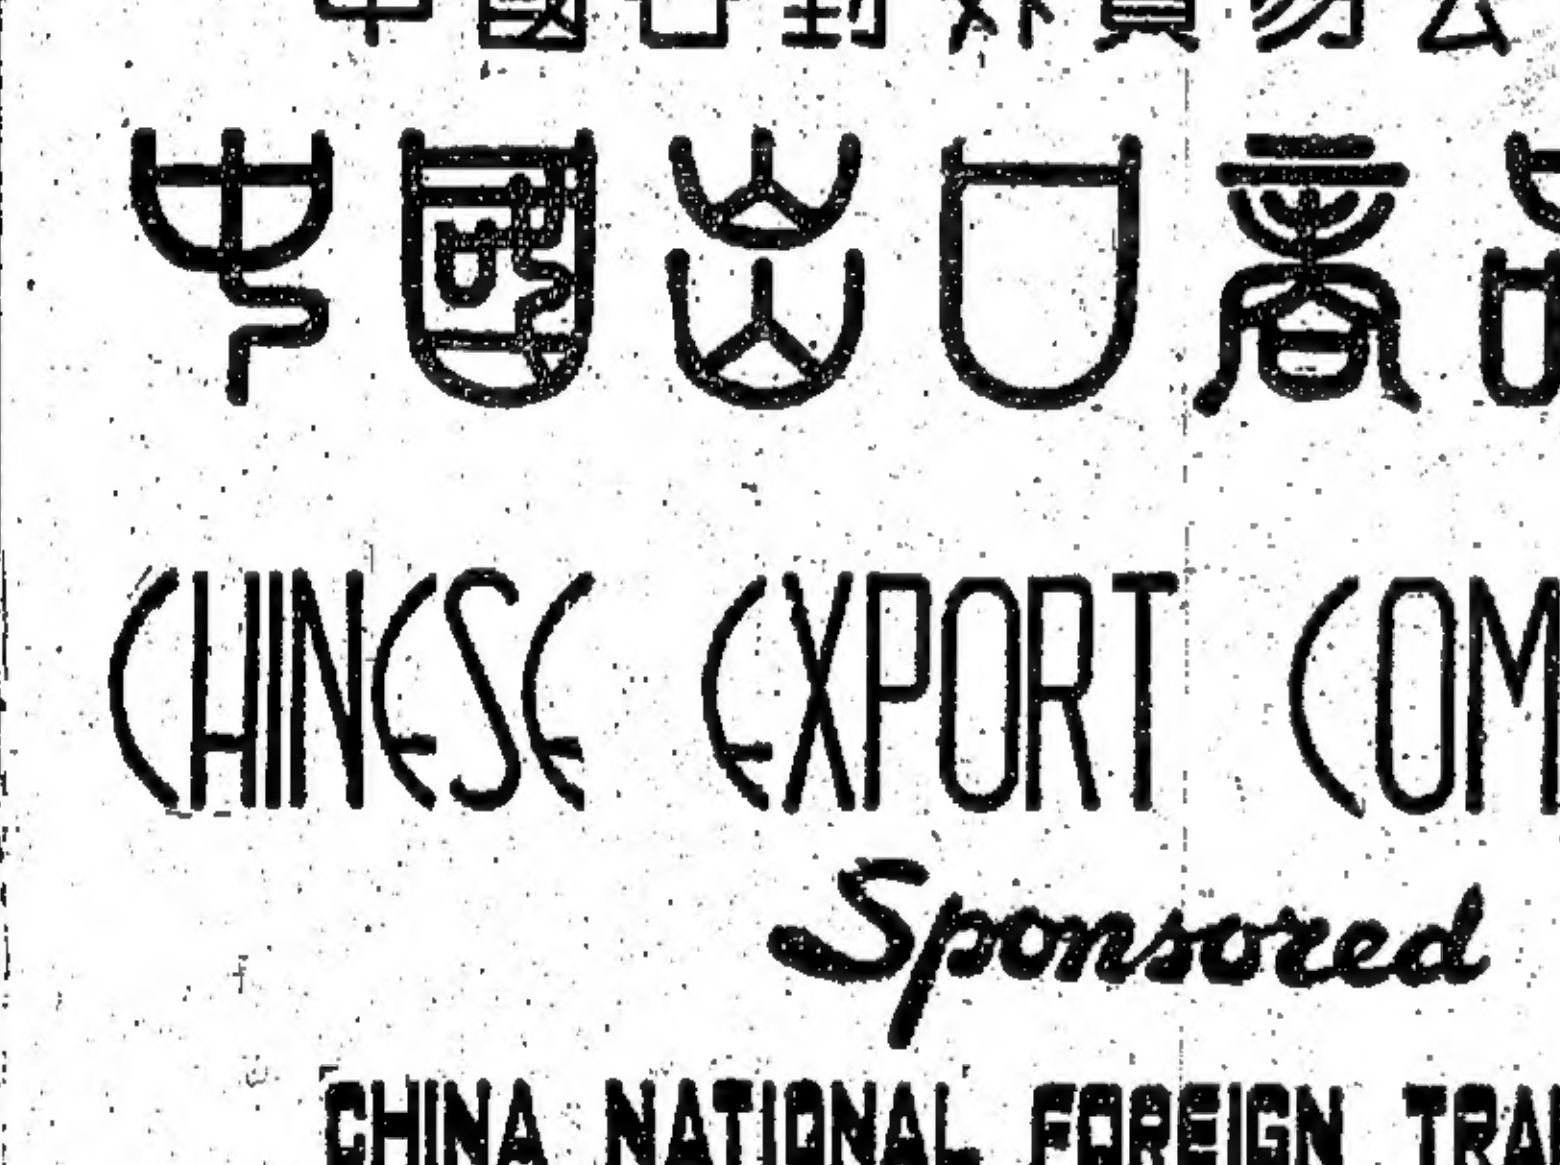 中國出口商
CHINESE EXPORT COM
Sponsored
CHINA NATIONAL FOREIGN TRA